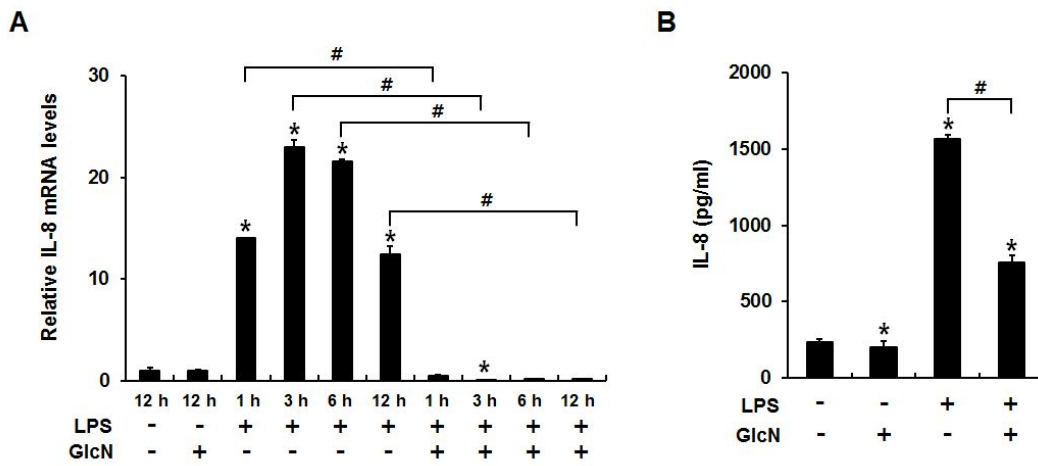 A
Relative IL-8 mRNA levels
30
20
10
0
#
#
#
#
* * * * *
12 h 12 h 1 h 3 h 6 h 12 h 1 h 3 h 6 h 12 h
LPS - - + + + + + + + +
GlcN - + - - - - + + + +
B
IL-8 (pg/ml)
2000
1500
1000
500
0
#
* * *
LPS - - + +
GlcN - + - +